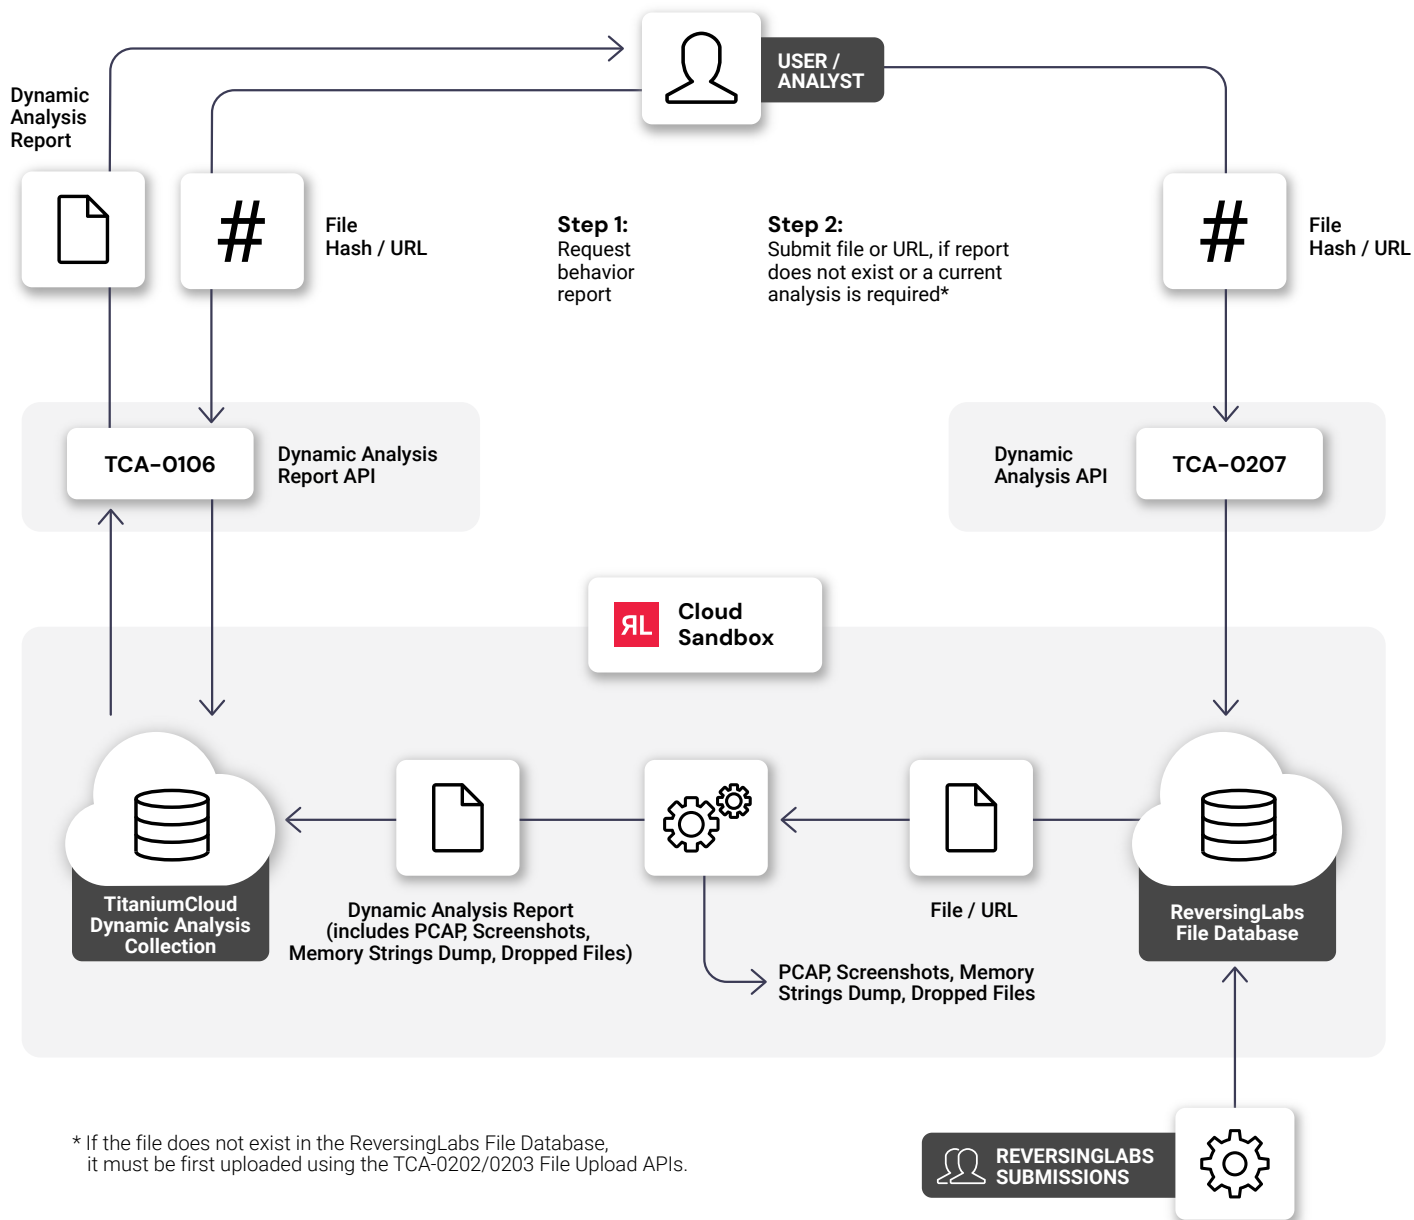 USER /
ANALYST
Dynamic
Analysis
Report
#
File
Hash / URL
Step 1:
Request
behavior
report
Step 2:
Submit file or URL, if report
does not exist or a current
analysis is required*
#
File
Hash / URL
TCA-0106
Dynamic Analysis
Report API
Dynamic
Analysis API
TCA-0207
ЯL
Cloud
Sandbox
TitaniumCloud
Dynamic Analysis
Collection
Dynamic Analysis Report
(includes PCAP, Screenshots,
Memory Strings Dump, Dropped Files)
File / URL
PCAP, Screenshots, Memory
Strings Dump, Dropped Files
ReversingLabs
File Database
* If the file does not exist in the ReversingLabs File Database,
it must be first uploaded using the TCA-0202/0203 File Upload APIs.
REVERSINGLABS
SUBMISSIONS